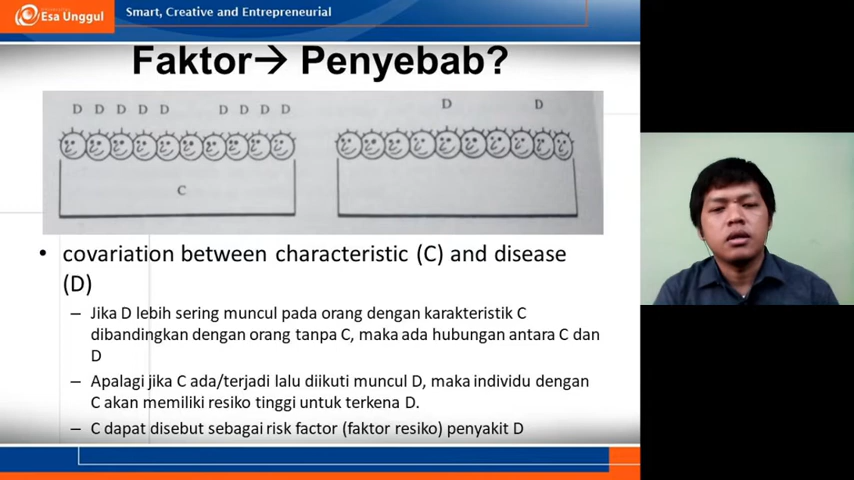 Esa Unggul
Smart, Creative and Entrepreneurial
Faktor→ Penyebab?
D D D D D D D D D
D D
C
• covariation between characteristic (C) and disease
(D)
– Jika D lebih sering muncul pada orang dengan karakteristik C
dibandingkan dengan orang tanpa C, maka ada hubungan antara C dan
D
– Apalagi jika C ada/terjadi lalu diikuti muncul D, maka individu dengan
C akan memiliki resiko tinggi untuk terkena D.
– C dapat disebut sebagai risk factor (faktor resiko) penyakit D